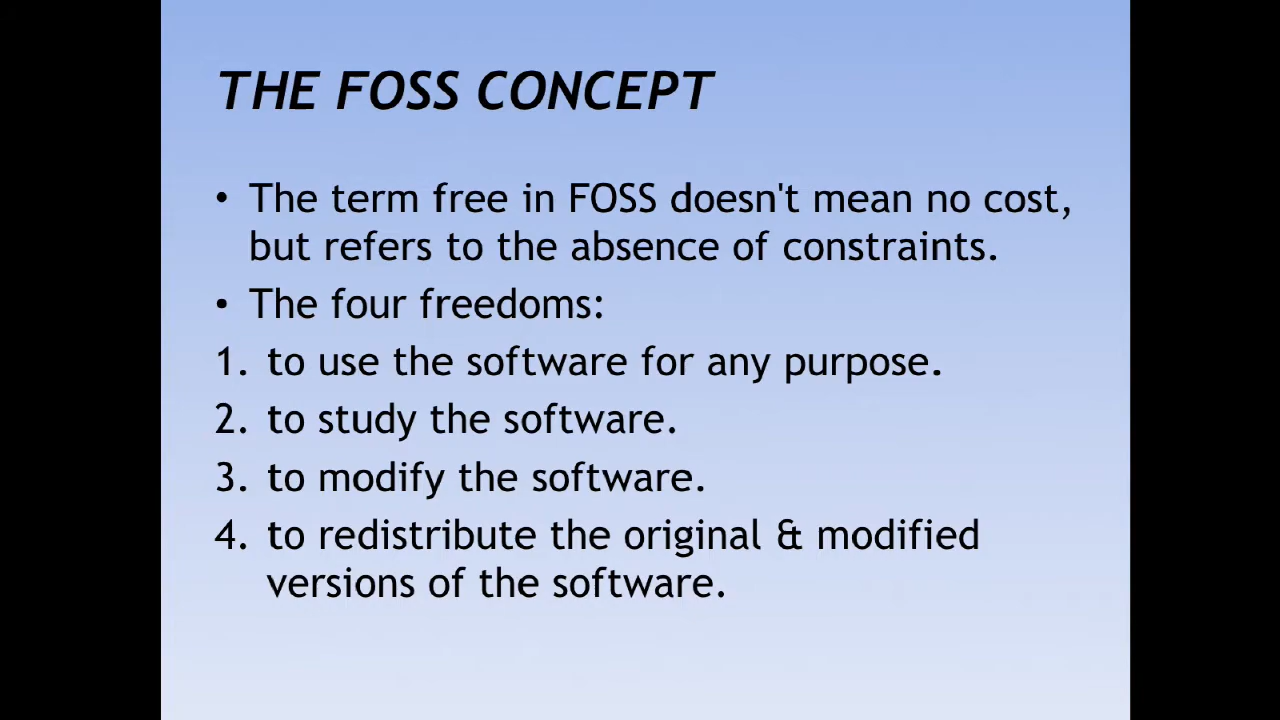 THE FOSS CONCEPT
• The term free in FOSS doesn't mean no cost,
but refers to the absence of constraints.
• The four freedoms:
1. to use the software for any purpose.
2. to study the software.
3. to modify the software.
4. to redistribute the original & modified
versions of the software.